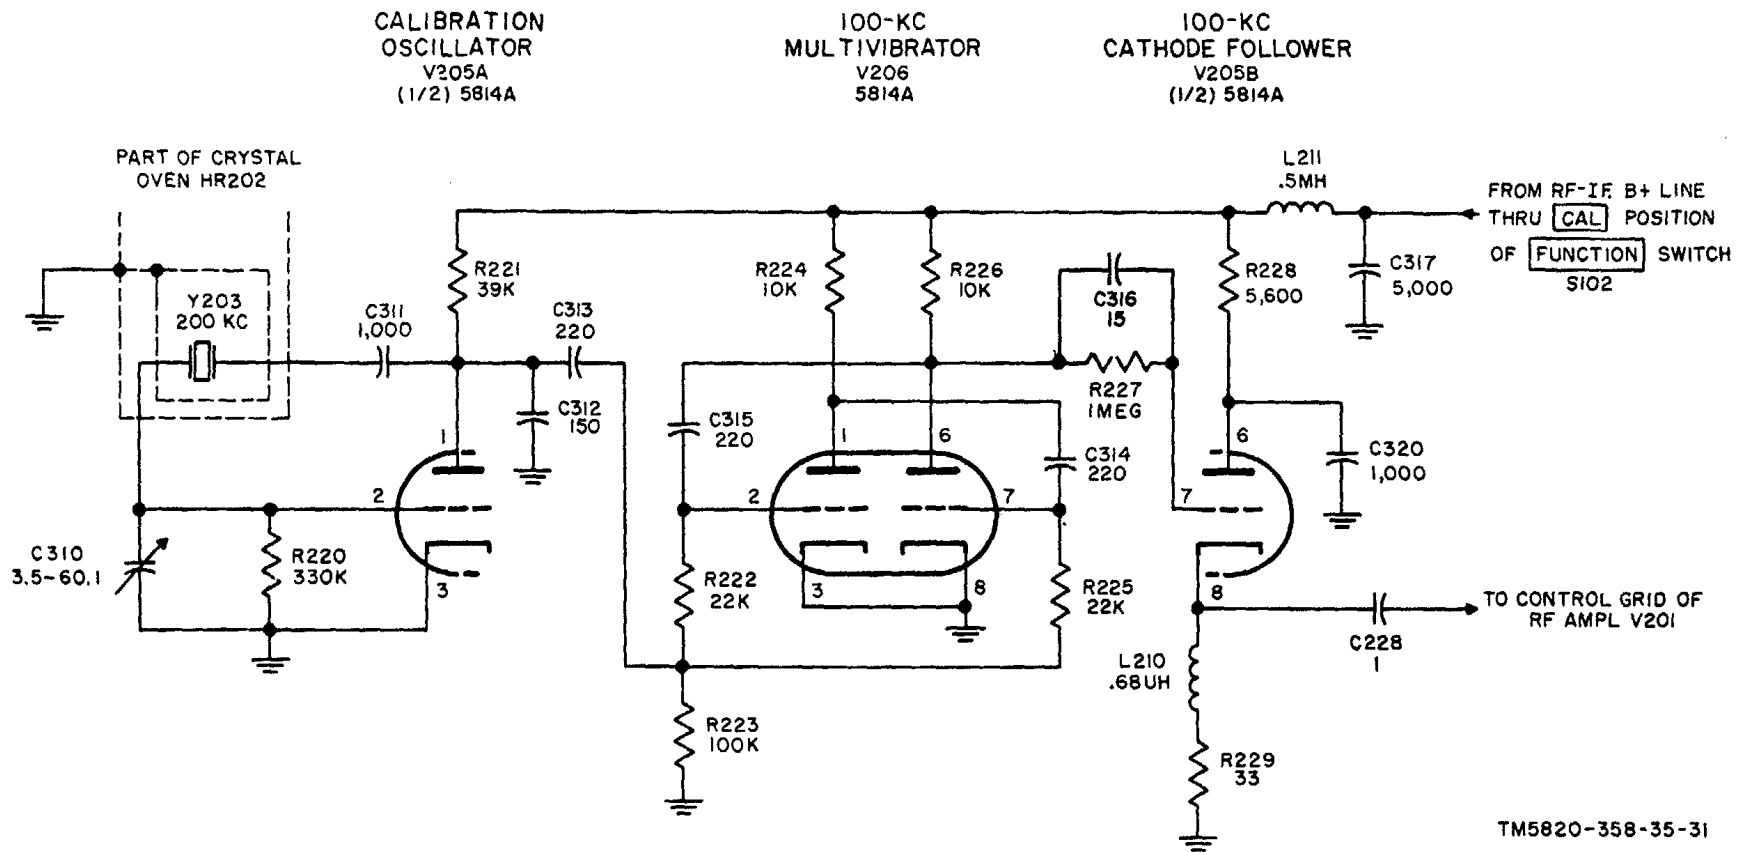 CALIBRATION
OSCILLATOR
V205A
(1/2) 5814A
100-KC
MULTIVIBRATOR
V206
5814A
100-KC
CATHODE FOLLOWER
V205B
(1/2) 5814A
PART OF CRYSTAL
OVEN HR202
L211
.5MH
FROM RF-IF. B+ LINE
THRU CAL POSITION
OF FUNCTION SWITCH
S102
Y203
200 KC
C311
1,000
R221
39K
C313
220
R224
10K
R226
10K
C316
15
R228
5,600
C317
5,000
C312
150
C315
220
R227
1MEG
C314
220
C320
1,000
1
2
3
1
6
2
7
3
8
6
7
8
C310
3.5-60.1
R220
330K
R222
22K
R225
22K
TO CONTROL GRID OF
RF AMPL V201
C228
1
L210
.68UH
R223
100K
R229
33
TM5820-358-35-31